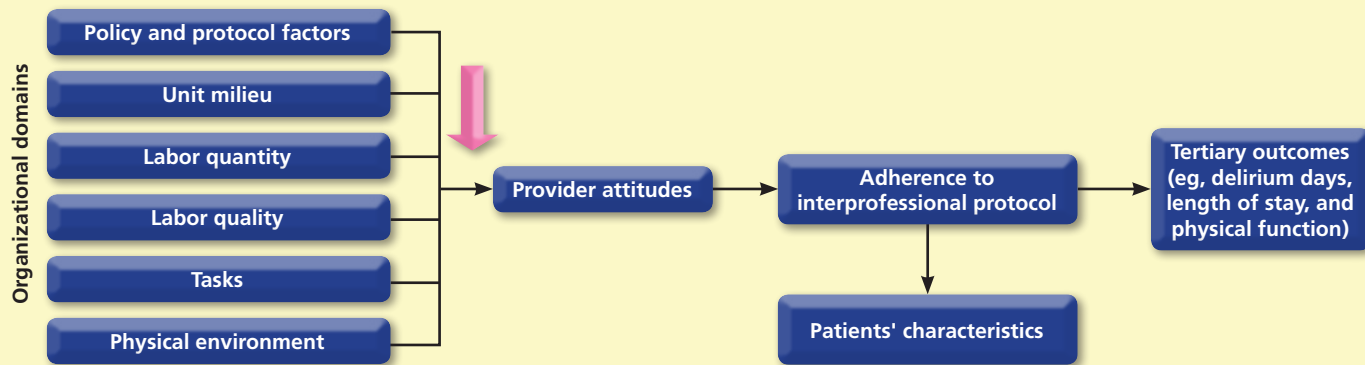 Organizational domains
Policy and protocol factors
Unit milieu
Labor quantity
Labor quality
Tasks
Physical environment
Provider attitudes
Adherence to
interprofessional protocol
Patients' characteristics
Tertiary outcomes
(eg, delirium days,
length of stay, and
physical function)